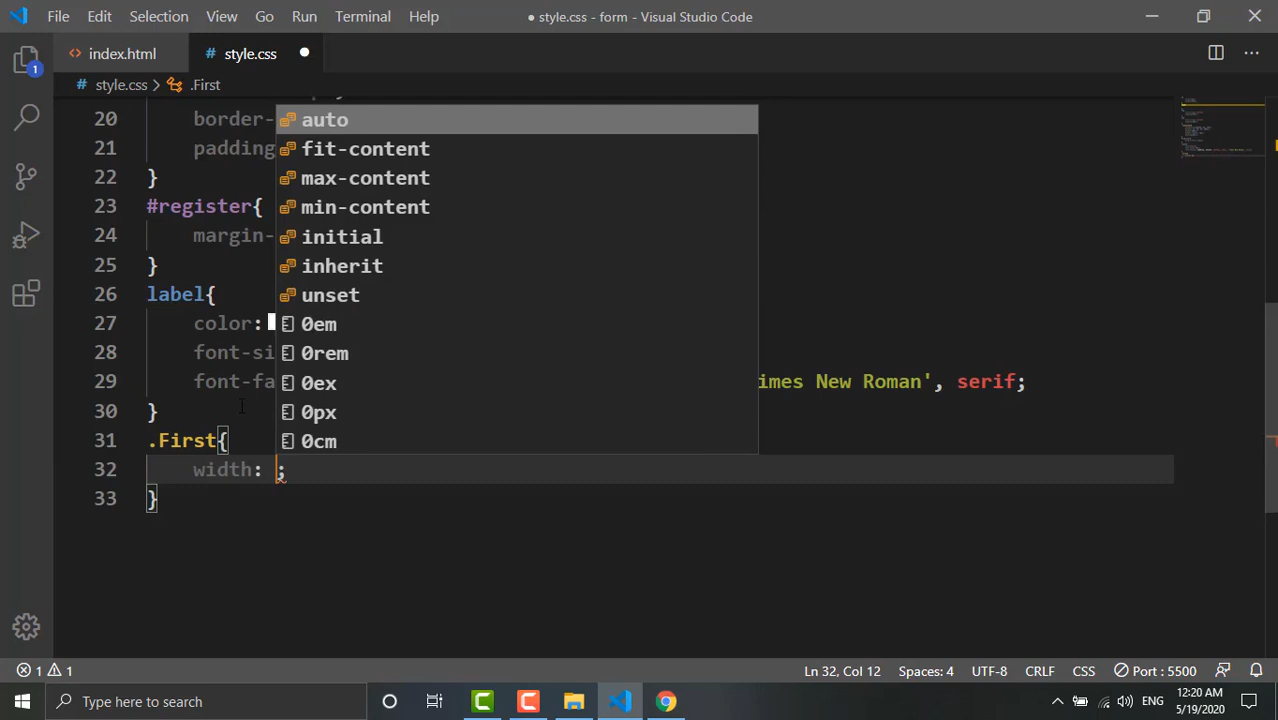 File Edit Selection View Go Run Terminal Help ● style.css - form - Visual Studio Code
<> index.html # style.css ●
1
# style.css > .First
20 border- auto
21 padding fit-content
22 } max-content
23 #register{ min-content
24 margin- initial
25 } inherit
26 label{ unset
27 color: 0em
28 font-si 0rem
29 font-fa 0ex imes New Roman', serif;
30 } 0px
31 .First{ 0cm
32 width: ;
33 }
1 1 Ln 32, Col 12 Spaces: 4 UTF-8 CRLF CSS Port : 5500
Type here to search ENG 12:20 AM
5/19/2020